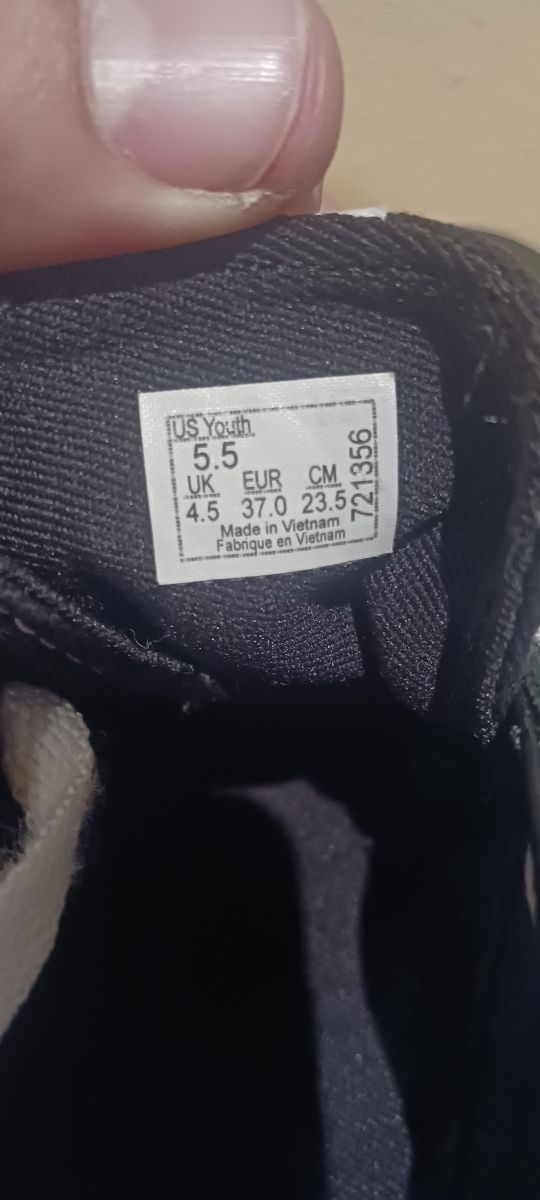 US Youth
5.5
UK EUR CM
4.5 37.0 23.5
Made in Vietnam
Fabrique en Vietnam
721356